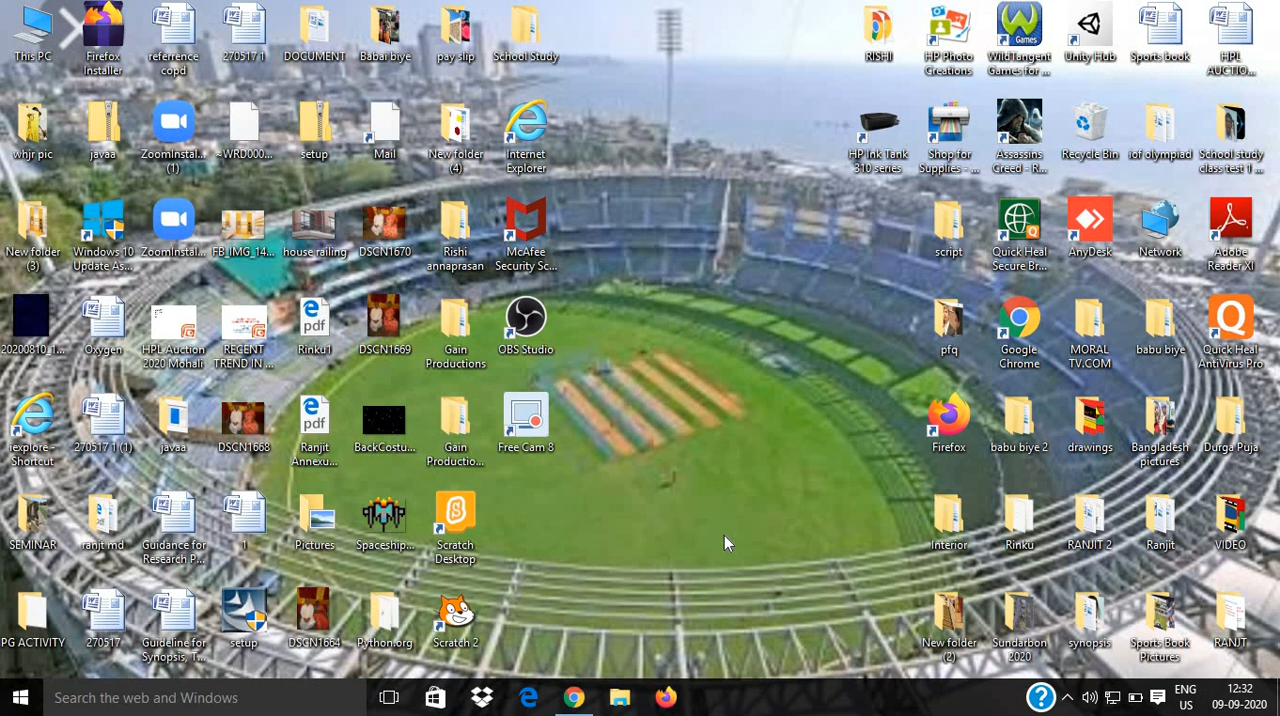 This PC
Firefox
Installer
referrence
copd
270517 1
DOCUMENT
Babai biye
pay slip
School Study
RISHI
HP Photo
Creations
WildTangent
Games for ...
Unity Hub
Sports book
HPL
AUCTIO...
whjr pic
javaa
ZoomInstal...
(1)
~WRD000...
setup
Mail
New folder
(4)
Internet
Explorer
HP Ink Tank
310 series
Shop for
Supplies - ...
Assassins
Creed - R...
Recycle Bin
iof olympiad
School study
class test 1 ...
New folder
(3)
Windows 10
Update As...
ZoomInstal...
FB_IMG_14...
house railing
DSCN1670
Rishi
annaprasan
McAfee
Security Sc...
script
Quick Heal
Secure Br...
AnyDesk
Network
Adobe
Reader XI
20200810_1...
Oxygen
HPL Auction
2020 Mohali
RECENT
TREND IN ...
Rinku1
DSCN1669
Gain
Productions
OBS Studio
pfq
Google
Chrome
MORAL
TV.COM
babu biye
Quick Heal
AntiVirus Pro
iexplore -
Shortcut
270517 1 (1)
javaa
DSCN1668
Ranjit
Annexu...
BackCostu...
Gain
Productio...
Free Cam 8
Firefox
babu biye 2
drawings
Bangladesh
pictures
Durga Puja
SEMINAR
ranjt md
Guidance for
Research P...
1
Pictures
Spaceship...
Scratch
Desktop
Interior
Rinku
RANJIT 2
Ranjit
VIDEO
PG ACTIVITY
270517
Guideline for
Synopsis, T...
setup
DSCN1664
Python.org
Scratch 2
New folder
(2)
Sundarbon
2020
synopsis
Sports Book
Pictures
RANJT
Search the web and Windows
ENG
US
12:32
09-09-2020